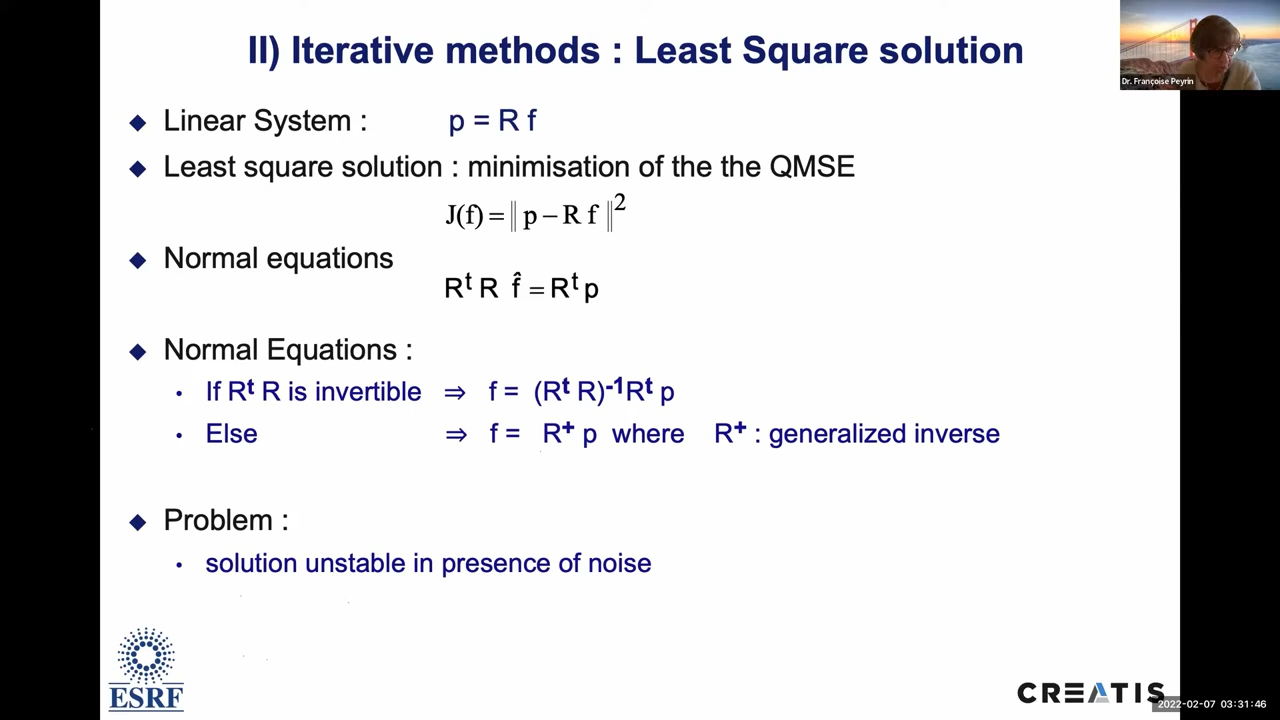 II) Iterative methods : Least Square solution
Dr. Françoise Peyrin
◆ Linear System : p = R f
◆ Least square solution : minimisation of the the QMSE
J(f) = || p – R f ||²
◆ Normal equations
Rᵗ R f̂ = Rᵗ p
◆ Normal Equations :
• If Rᵗ R is invertible ⇒ f = (Rᵗ R)⁻¹Rᵗ p
• Else ⇒ f = R⁺ p where R⁺ : generalized inverse
◆ Problem :
• solution unstable in presence of noise
ESRF
CREATIS
2022-02-07 03:31:46